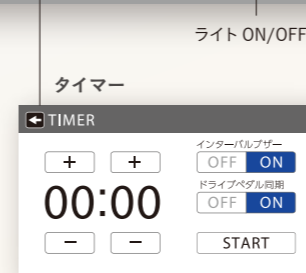 ライト ON/OFF
タイマー
TIMER
インターバルブザー
+ + OFF ON
ドライブペダル同期
00:00 OFF ON
− − START